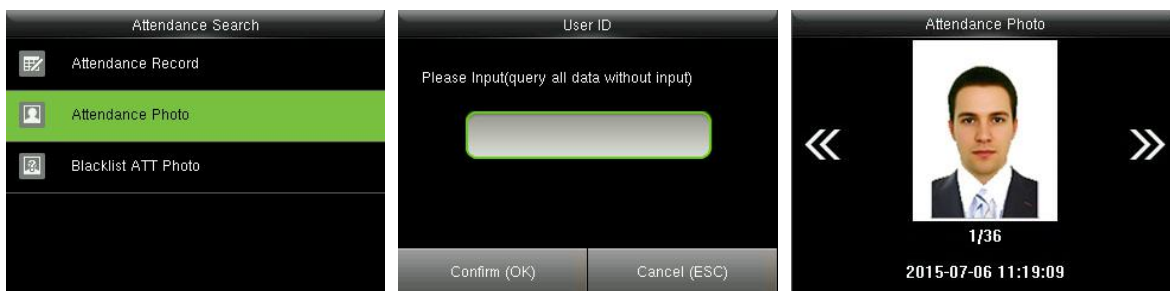 Attendance Search
Attendance Record
Attendance Photo
Blacklist ATT Photo
User ID
Please Input(query all data without input)
Confirm (OK)
Cancel (ESC)
Attendance Photo
1/36
2015-07-06 11:19:09